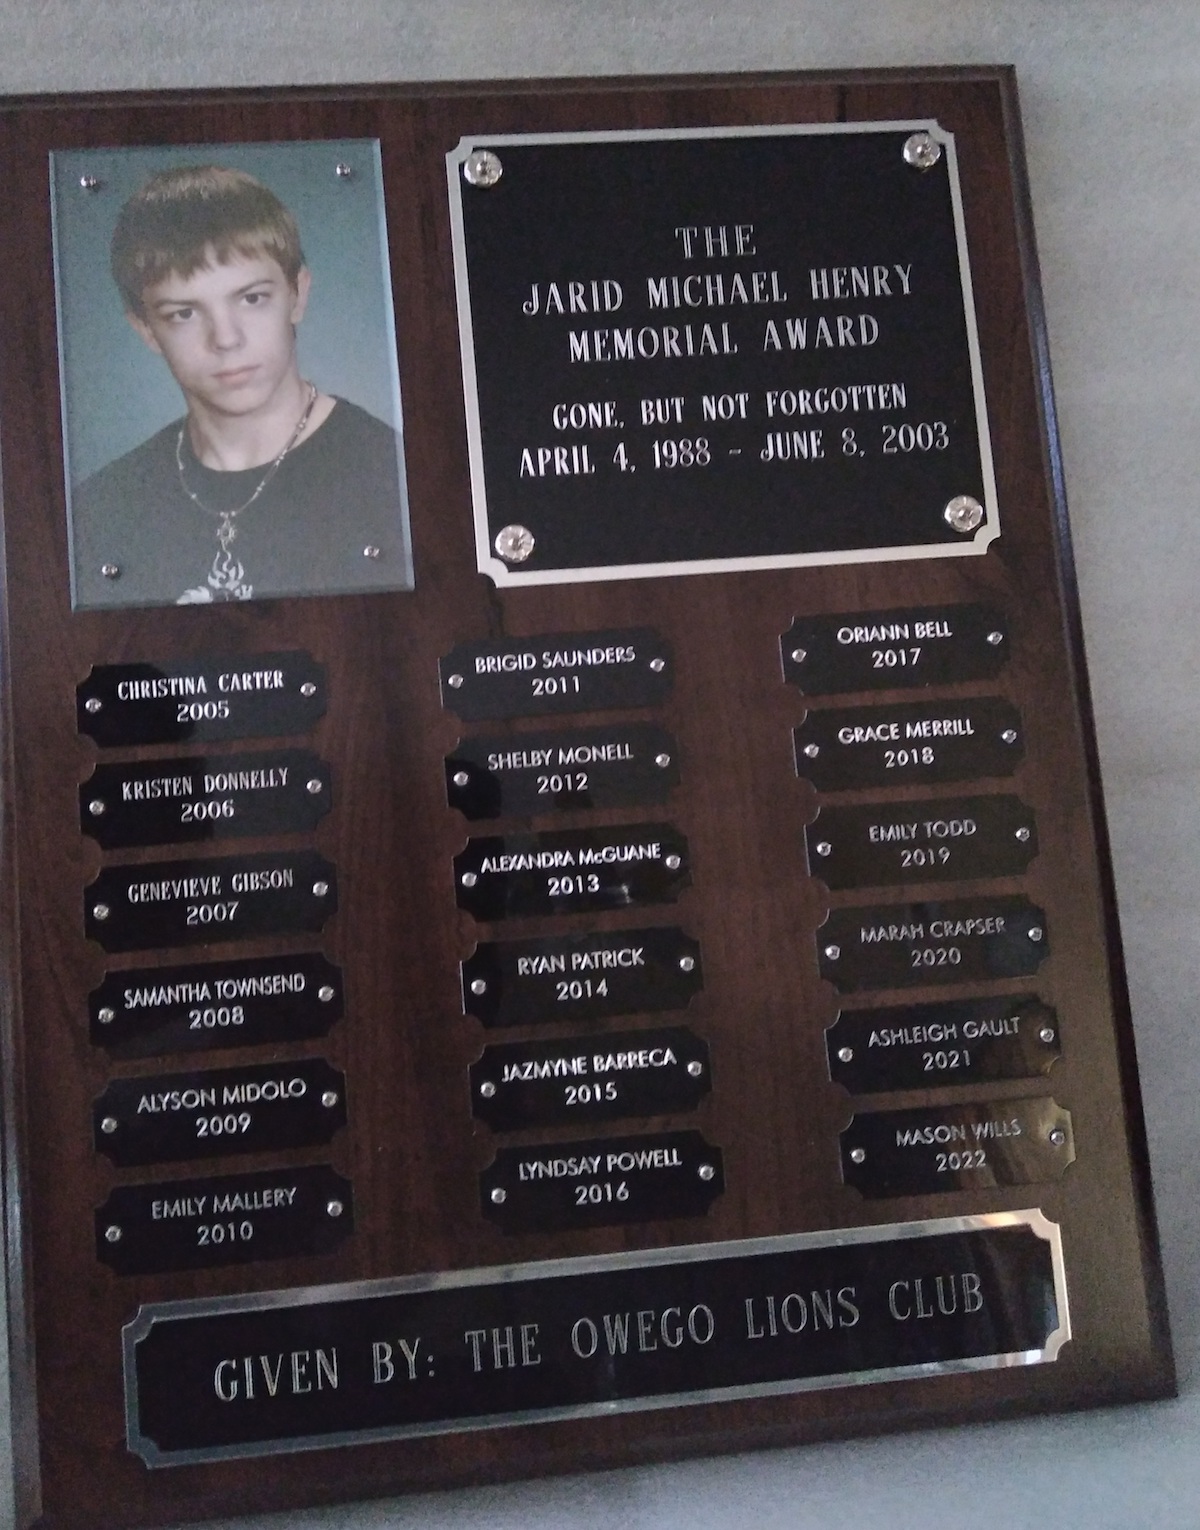 THE
JARID MICHAEL HENRY
MEMORIAL AWARD
GONE, BUT NOT FORGOTTEN
APRIL 4, 1988 - JUNE 8, 2003
CHRISTINA CARTER
2005
KRISTEN DONNELLY
2006
GENEVIEVE GIBSON
2007
SAMANTHA TOWNSEND
2008
ALYSON MIDOLO
2009
EMILY MALLERY
2010
BRIGID SAUNDERS
2011
SHELBY MONELL
2012
ALEXANDRA McGUANE
2013
RYAN PATRICK
2014
JAZMYNE BARRECA
2015
LYNDSAY POWELL
2016
ORIANN BELL
2017
GRACE MERRILL
2018
EMILY TODD
2019
MARAH CRAPSER
2020
ASHLEIGH GAULT
2021
MASON WILLS
2022
GIVEN BY: THE OWEGO LIONS CLUB